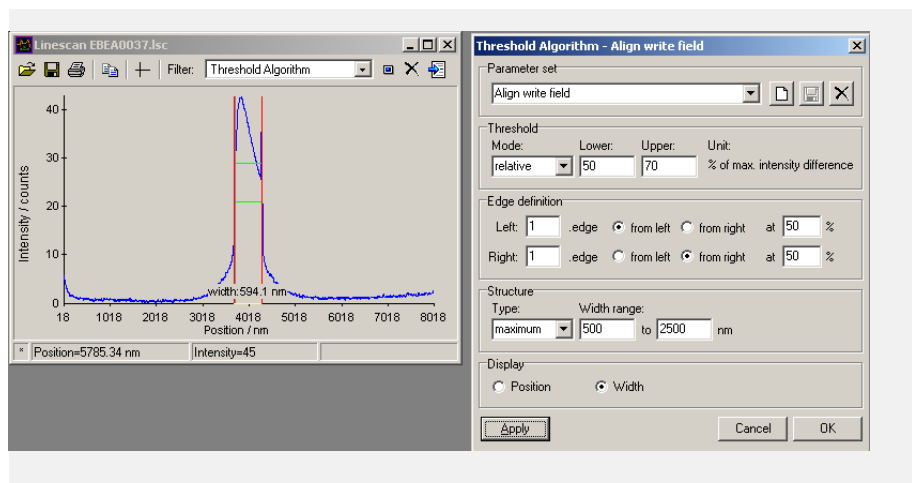 Linescan EBEA0037.lsc
Filter: Threshold Algorithm
Intensity / counts
40
30
20
10
0
width:594.1 nm
18 1018 2018 3018 4018 5018 6018 7018 8018
Position / nm
* Position=5785.34 nm Intensity=45
Threshold Algorithm - Align write field
Parameter set
Align write field
Threshold
Mode: Lower: Upper: Unit:
relative 50 70 % of max. intensity difference
Edge definition
Left: 1 .edge from left from right at 50 %
Right: 1 .edge from left from right at 50 %
Structure
Type: Width range:
maximum 500 to 2500 nm
Display
Position Width
Apply Cancel OK